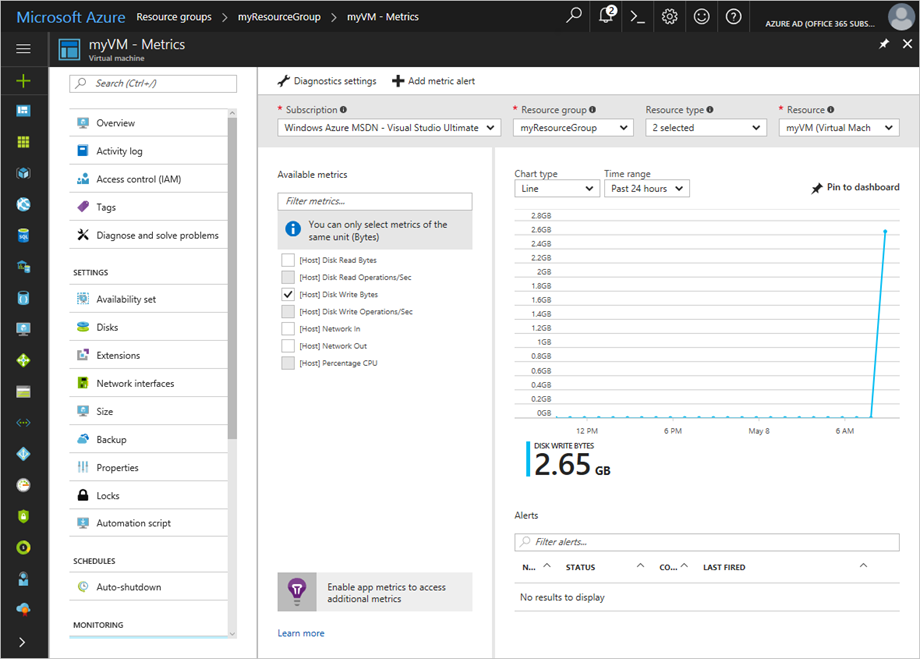 Microsoft Azure Resource groups > myResourceGroup > myVM - Metrics
2
AZURE AD (OFFICE 365 SUBS...
myVM - Metrics
Virtual machine
Search (Ctrl+/)
Overview
Activity log
Access control (IAM)
Tags
Diagnose and solve problems
SETTINGS
Availability set
Disks
Extensions
Network interfaces
Size
Backup
Properties
Locks
Automation script
SCHEDULES
Auto-shutdown
MONITORING
Diagnostics settings
Add metric alert
* Subscription
Windows Azure MSDN - Visual Studio Ultimate
* Resource group
myResourceGroup
Resource type
2 selected
* Resource
myVM (Virtual Mach
Available metrics
Filter metrics...
You can only select metrics of the
same unit (Bytes)
[Host] Disk Read Bytes
[Host] Disk Read Operations/Sec
[Host] Disk Write Bytes
[Host] Disk Write Operations/Sec
[Host] Network In
[Host] Network Out
[Host] Percentage CPU
Enable app metrics to access
additional metrics
Learn more
Chart type
Line
Time range
Past 24 hours
Pin to dashboard
2.8GB
2.6GB
2.4GB
2.2GB
2GB
1.8GB
1.6GB
1.4GB
1.2GB
1GB
0.8GB
0.6GB
0.4GB
0.2GB
0GB
12 PM 6 PM May 8 6 AM
DISK WRITE BYTES
2.65 GB
Alerts
Filter alerts...
N... STATUS CO... LAST FIRED
No results to display